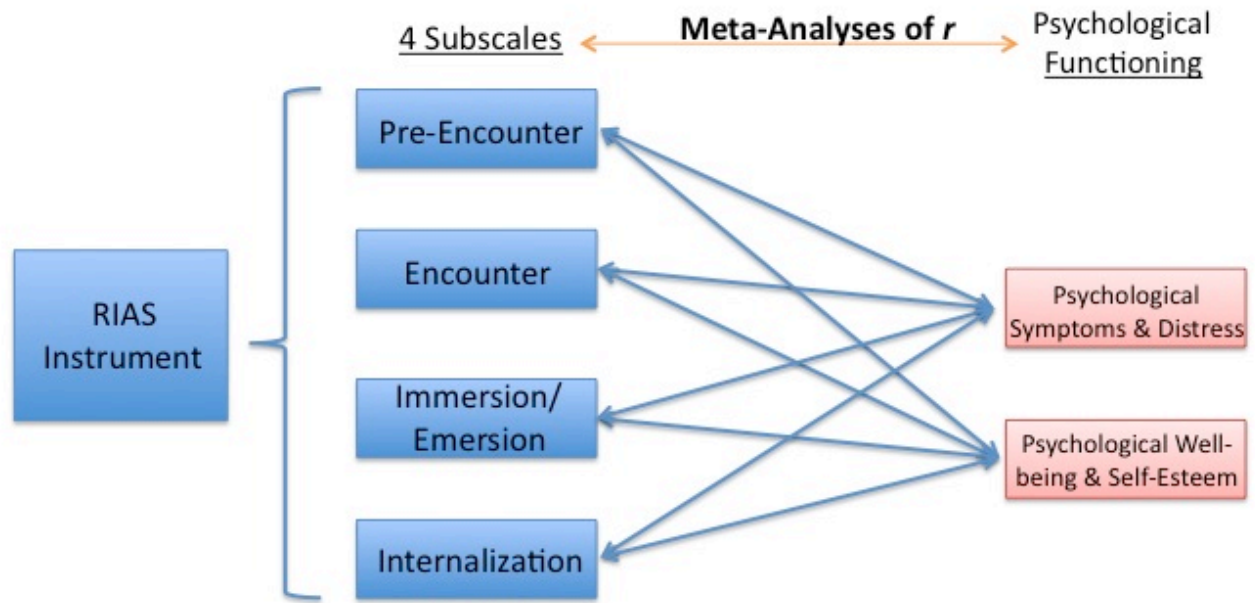 4 Subscales
Meta-Analyses of r
Psychological
Functioning
Pre-Encounter
Encounter
RIAS
Instrument
Immersion/
Emersion
Internalization
Psychological
Symptoms & Distress
Psychological Well-
being & Self-Esteem